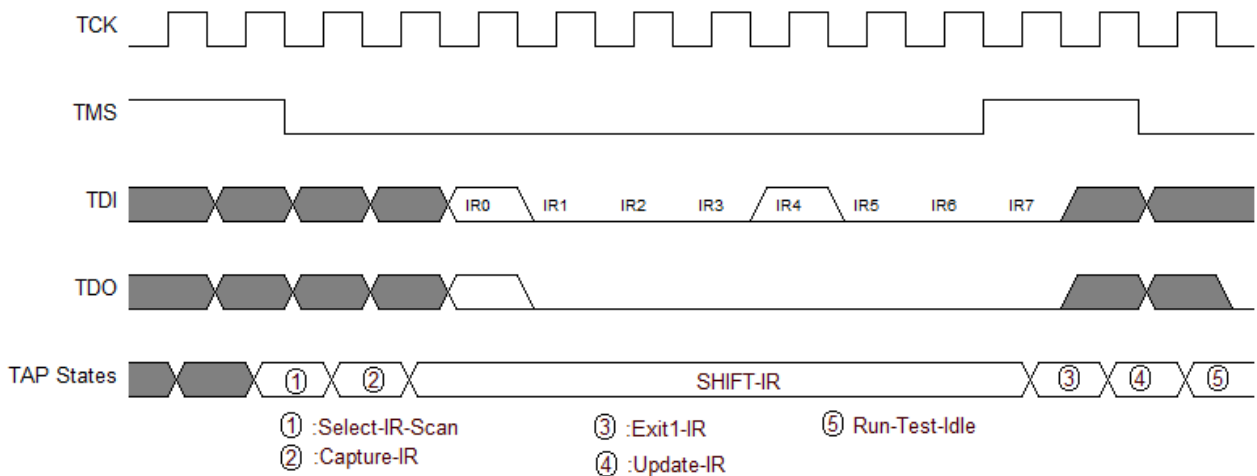 TCK
TMS
TDI IR0 IR1 IR2 IR3 IR4 IR5 IR6 IR7
TDO
TAP States ① ② SHIFT-IR ③ ④ ⑤
① :Select-IR-Scan ③ :Exit1-IR ⑤ Run-Test-Idle
② :Capture-IR ④ :Update-IR